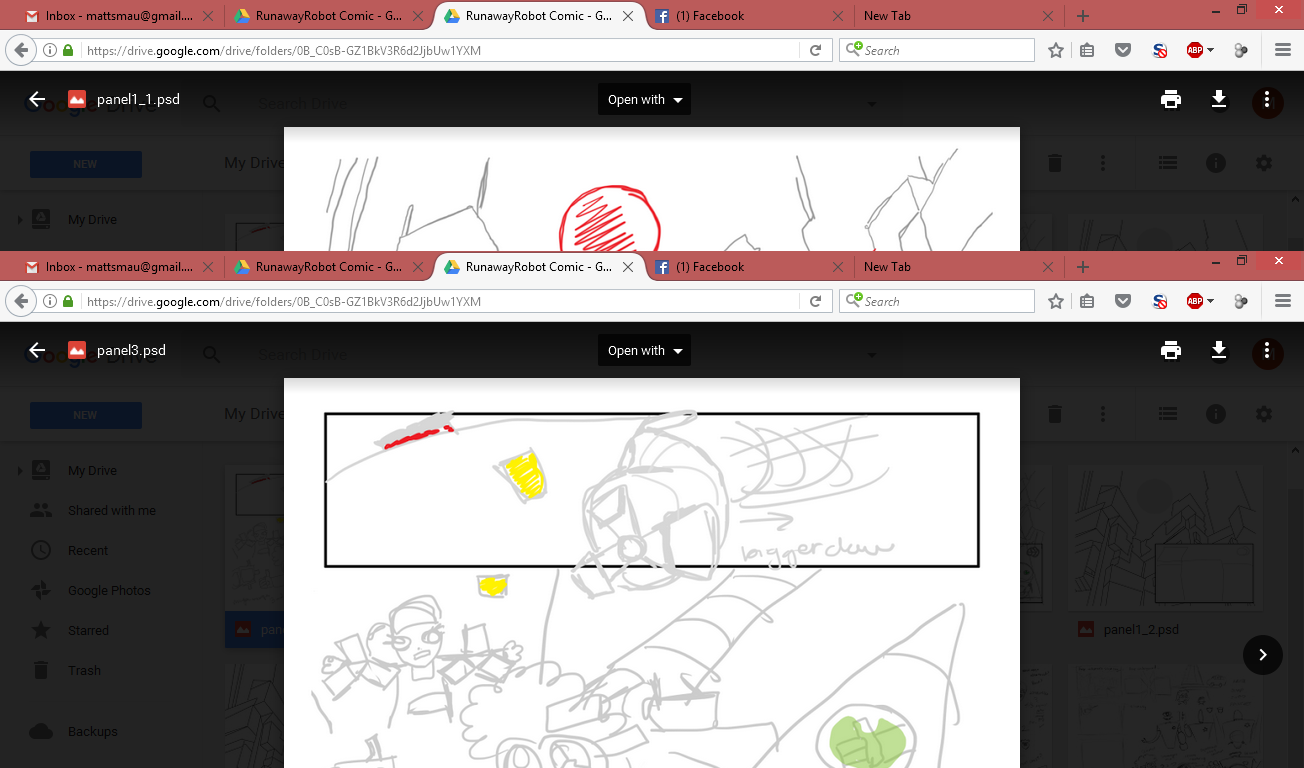 Inbox - mattsmau@gmail....
RunawayRobot Comic - G...
RunawayRobot Comic - G...
(1) Facebook
New Tab
https://drive.google.com/drive/folders/0B_C0sB-GZ1BkV3R6d2JjbUw1YXM
Search
ABP
panel1_1.psd
Search Drive
Open with
NEW
My Drive
My Drive
Inbox - mattsmau@gmail....
RunawayRobot Comic - G...
RunawayRobot Comic - G...
(1) Facebook
New Tab
https://drive.google.com/drive/folders/0B_C0sB-GZ1BkV3R6d2JjbUw1YXM
Search
ABP
panel3.psd
Search Drive
Open with
NEW
My Drive
My Drive
bigger claw
Shared with me
Recent
Google Photos
Starred
pan
panel1_2.psd
Trash
Backups